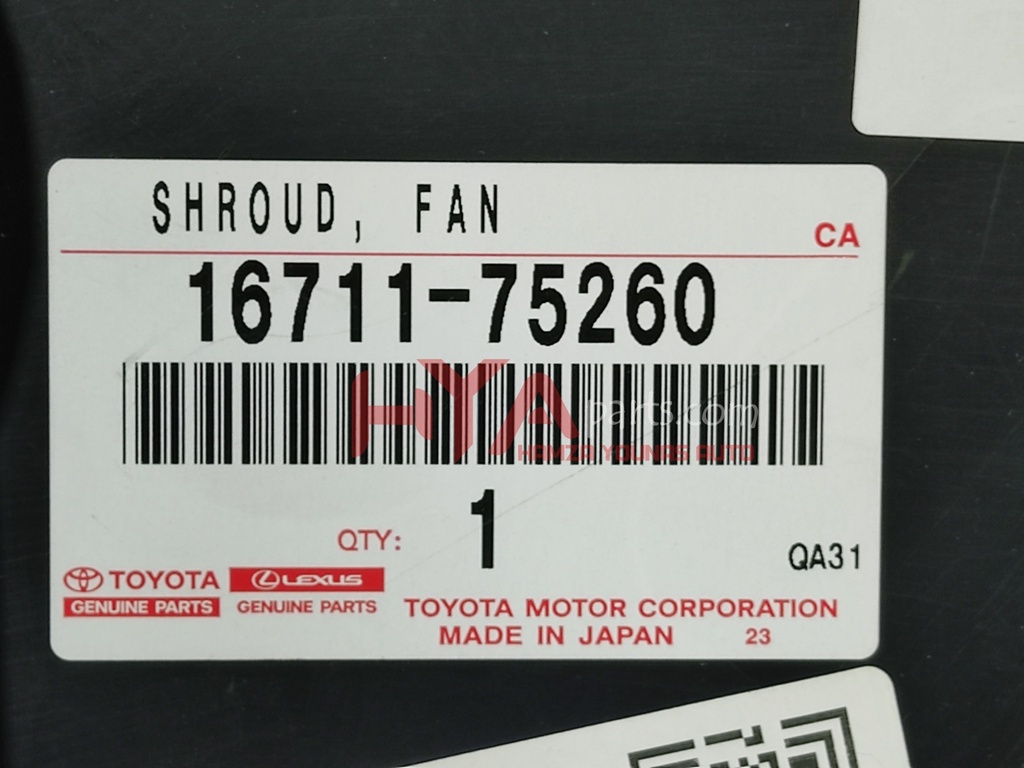 SHROUD, FAN
CA
16711-75260
HYA parts.com
HAMZA YOUNAS AUTO
QTY: 1
QA31
TOYOTA LEXUS
GENUINE PARTS GENUINE PARTS
TOYOTA MOTOR CORPORATION
MADE IN JAPAN 23